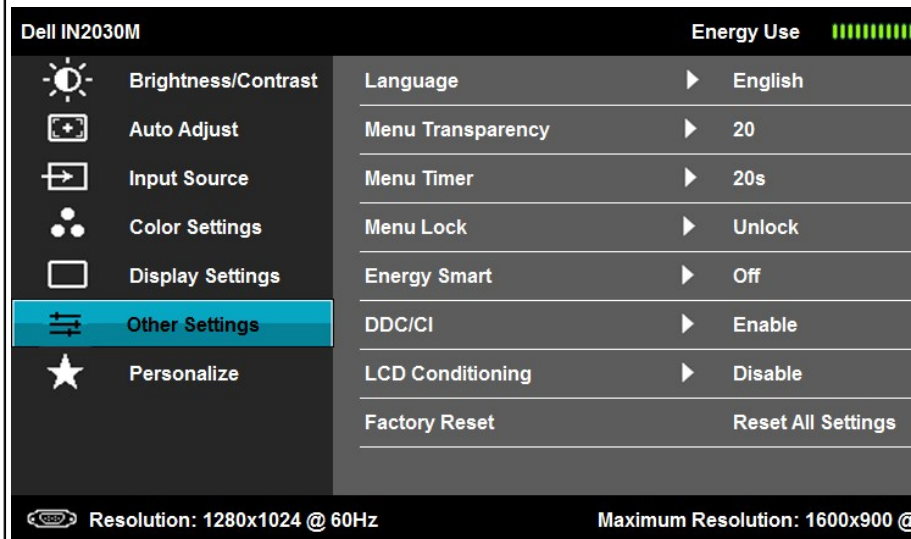 Dell IN2030M Energy Use
Brightness/Contrast Language English
Auto Adjust Menu Transparency 20
Input Source Menu Timer 20s
Color Settings Menu Lock Unlock
Display Settings Energy Smart Off
Other Settings DDC/CI Enable
Personalize LCD Conditioning Disable
Factory Reset Reset All Settings
Resolution: 1280x1024 @ 60Hz Maximum Resolution: 1600x900 @